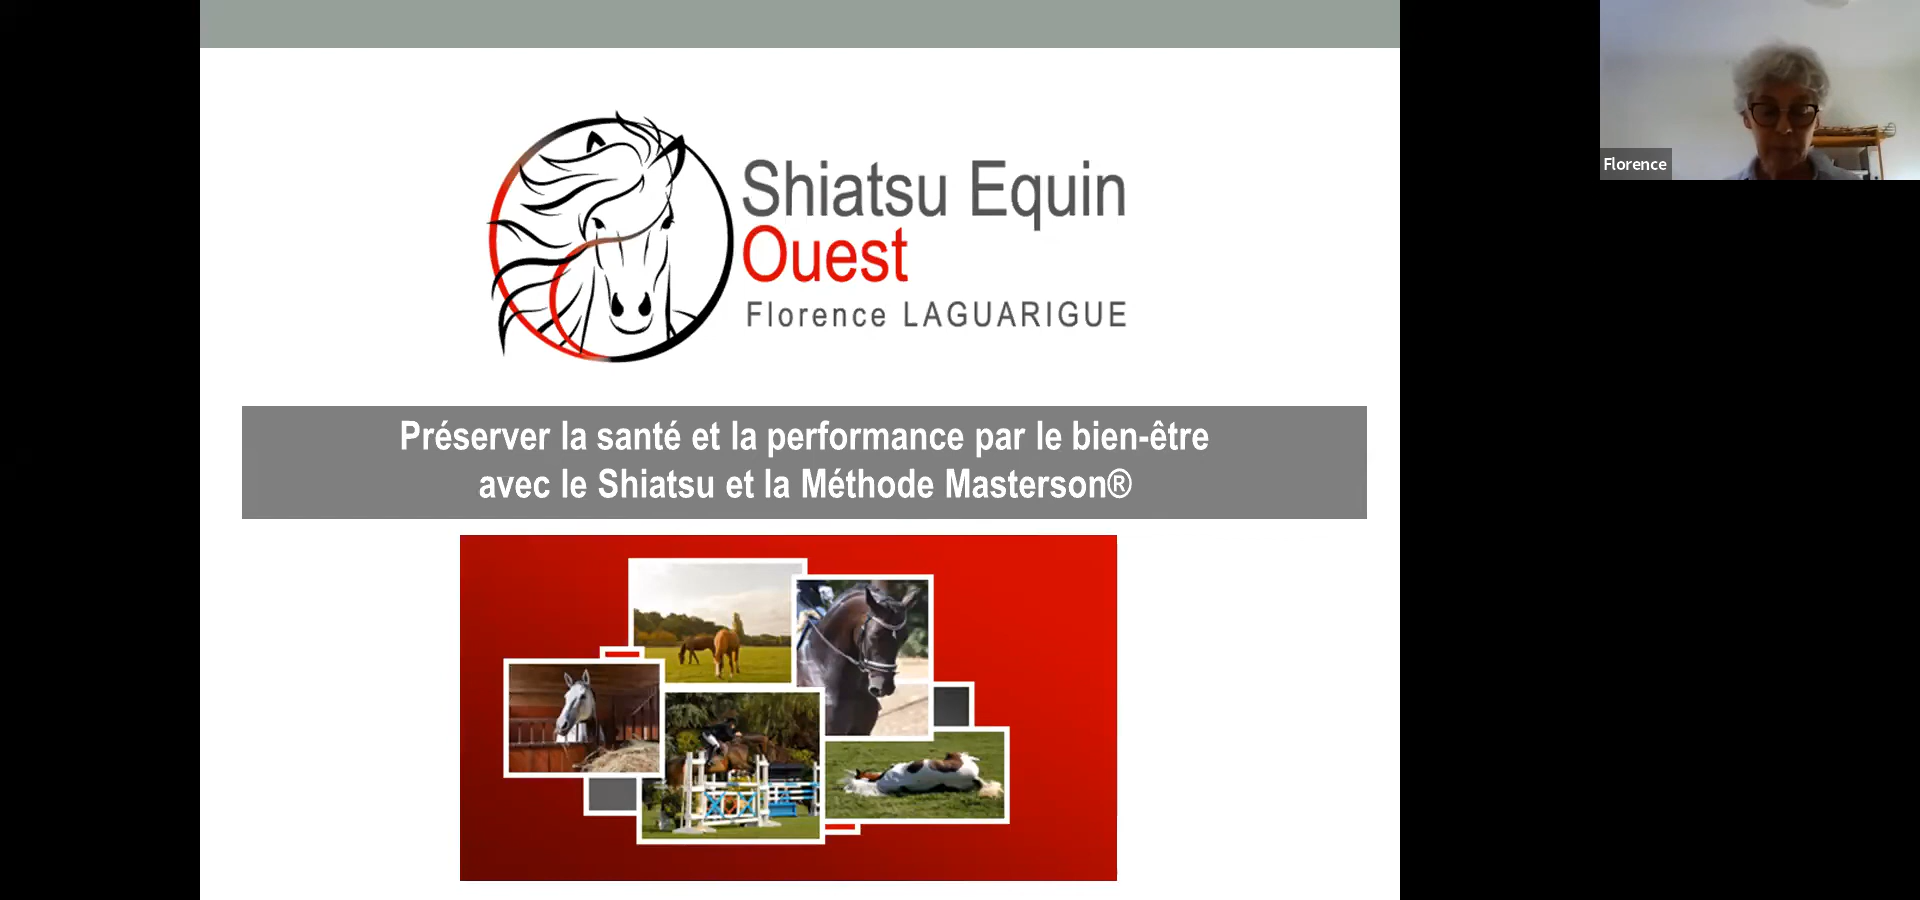 Shiatsu Equin
Ouest
Florence LAGUARIGUE
Préserver la santé et la performance par le bien-être
avec le Shiatsu et la Méthode Masterson®
Florence